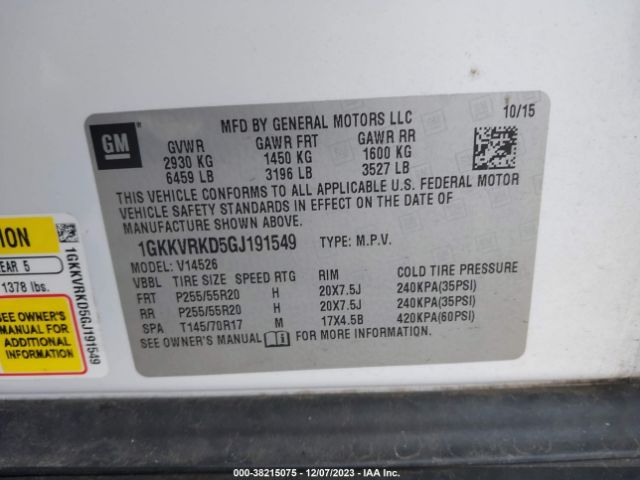 MFD BY GENERAL MOTORS LLC
10/15
GM
GVWR GAWR FRT GAWR RR
2930 KG 1450 KG 1600 KG
6459 LB 3196 LB 3527 LB
THIS VEHICLE CONFORMS TO ALL APPLICABLE U.S. FEDERAL MOTOR
VEHICLE SAFETY STANDARDS IN EFFECT ON THE DATE OF
MANUFACTURE SHOWN ABOVE.
1GKKVRKD5GJ191549 TYPE: M.P.V.
MODEL: V14526
VBBL TIRE SIZE SPEED RTG RIM COLD TIRE PRESSURE
FRT P255/55R20 H 20X7.5J 240KPA(35PSI)
RR P255/55R20 H 20X7.5J 240KPA(35PSI)
SPA T145/70R17 M 17X4.5B 420KPA(60PSI)
SEE OWNER'S MANUAL FOR MORE INFORMATION
EAR 5
1378 lbs.
SEE OWNER'S
MANUAL FOR
ADDITIONAL
INFORMATION
1GKKVRKD5GJ191549
000-38215075 - 12/07/2023 - IAAI.COM